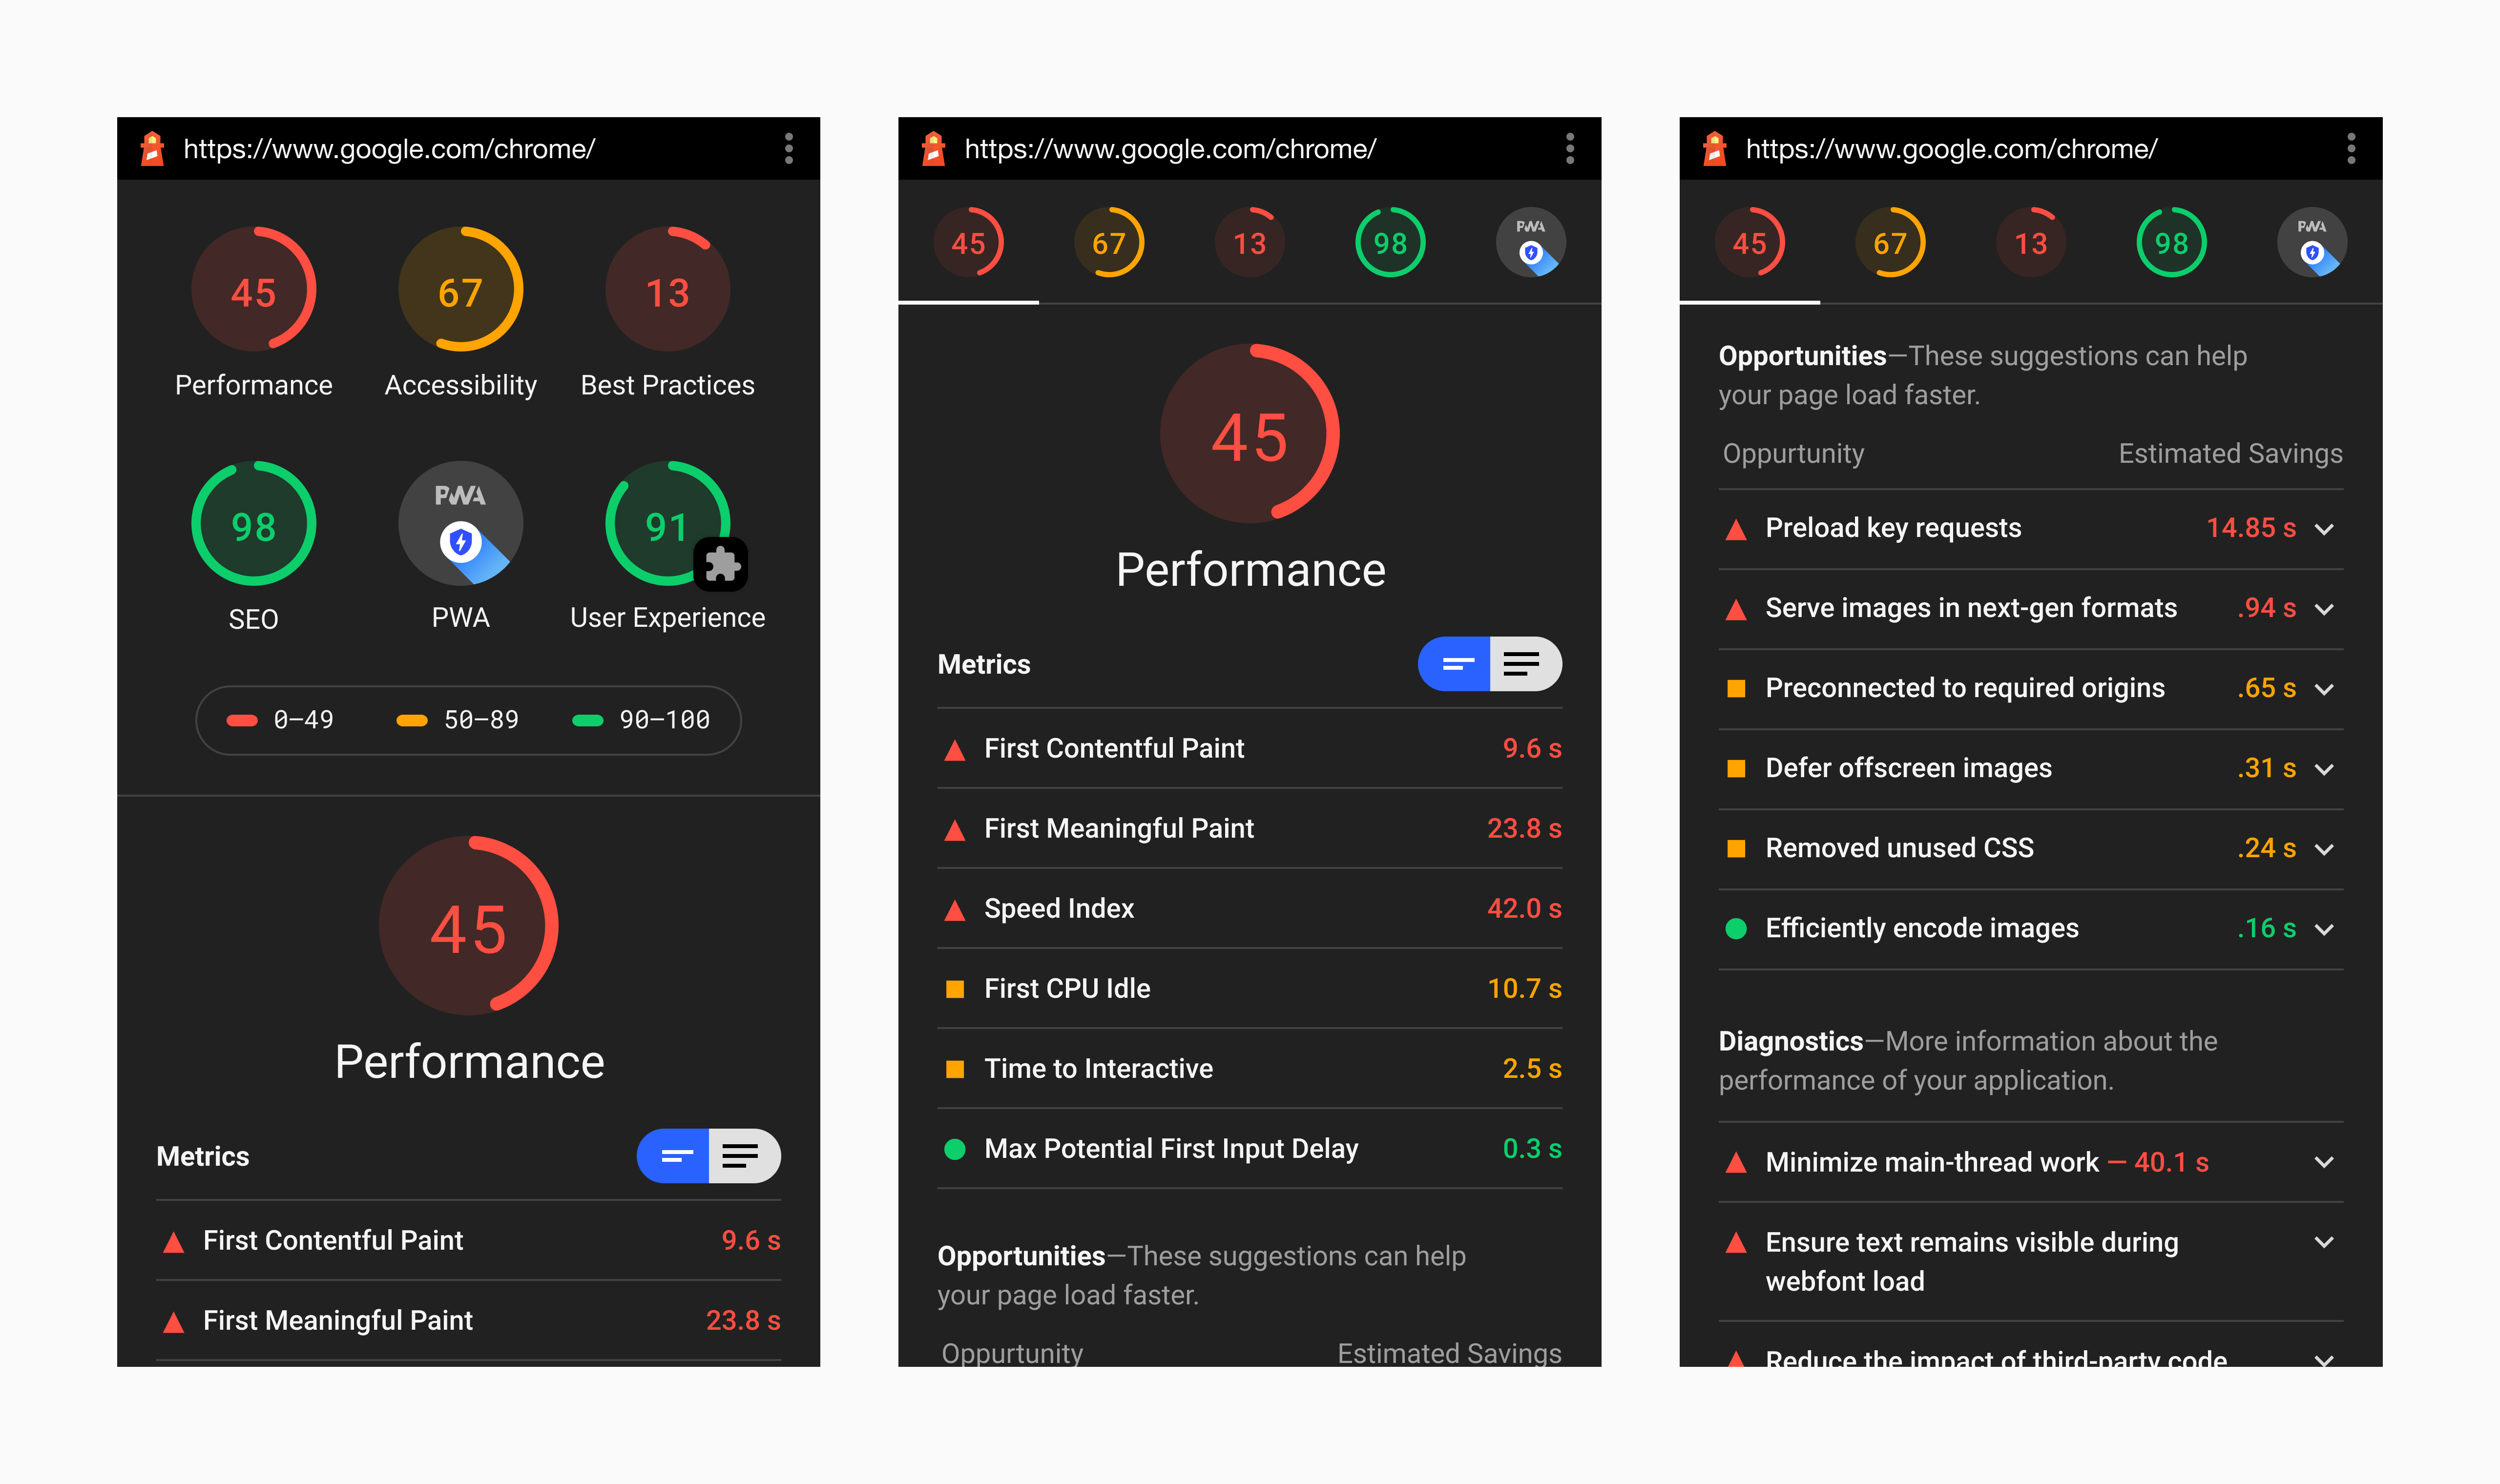 https://www.google.com/chrome/
45 67 13
Performance Accessibility Best Practices
98 PWA 91
SEO PWA User Experience
0–49 50–89 90–100
45
Performance
Metrics
First Contentful Paint 9.6 s
First Meaningful Paint 23.8 s
https://www.google.com/chrome/
45 67 13 98 PWA
45
Performance
Metrics
First Contentful Paint 9.6 s
First Meaningful Paint 23.8 s
Speed Index 42.0 s
First CPU Idle 10.7 s
Time to Interactive 2.5 s
Max Potential First Input Delay 0.3 s
Opportunities—These suggestions can help
your page load faster.
Oppurtunity Estimated Savings
https://www.google.com/chrome/
45 67 13 98 PWA
Opportunities—These suggestions can help
your page load faster.
Oppurtunity Estimated Savings
Preload key requests 14.85 s
Serve images in next-gen formats .94 s
Preconnected to required origins .65 s
Defer offscreen images .31 s
Removed unused CSS .24 s
Efficiently encode images .16 s
Diagnostics—More information about the
performance of your application.
Minimize main-thread work — 40.1 s
Ensure text remains visible during
webfont load
Reduce the impact of third-party code